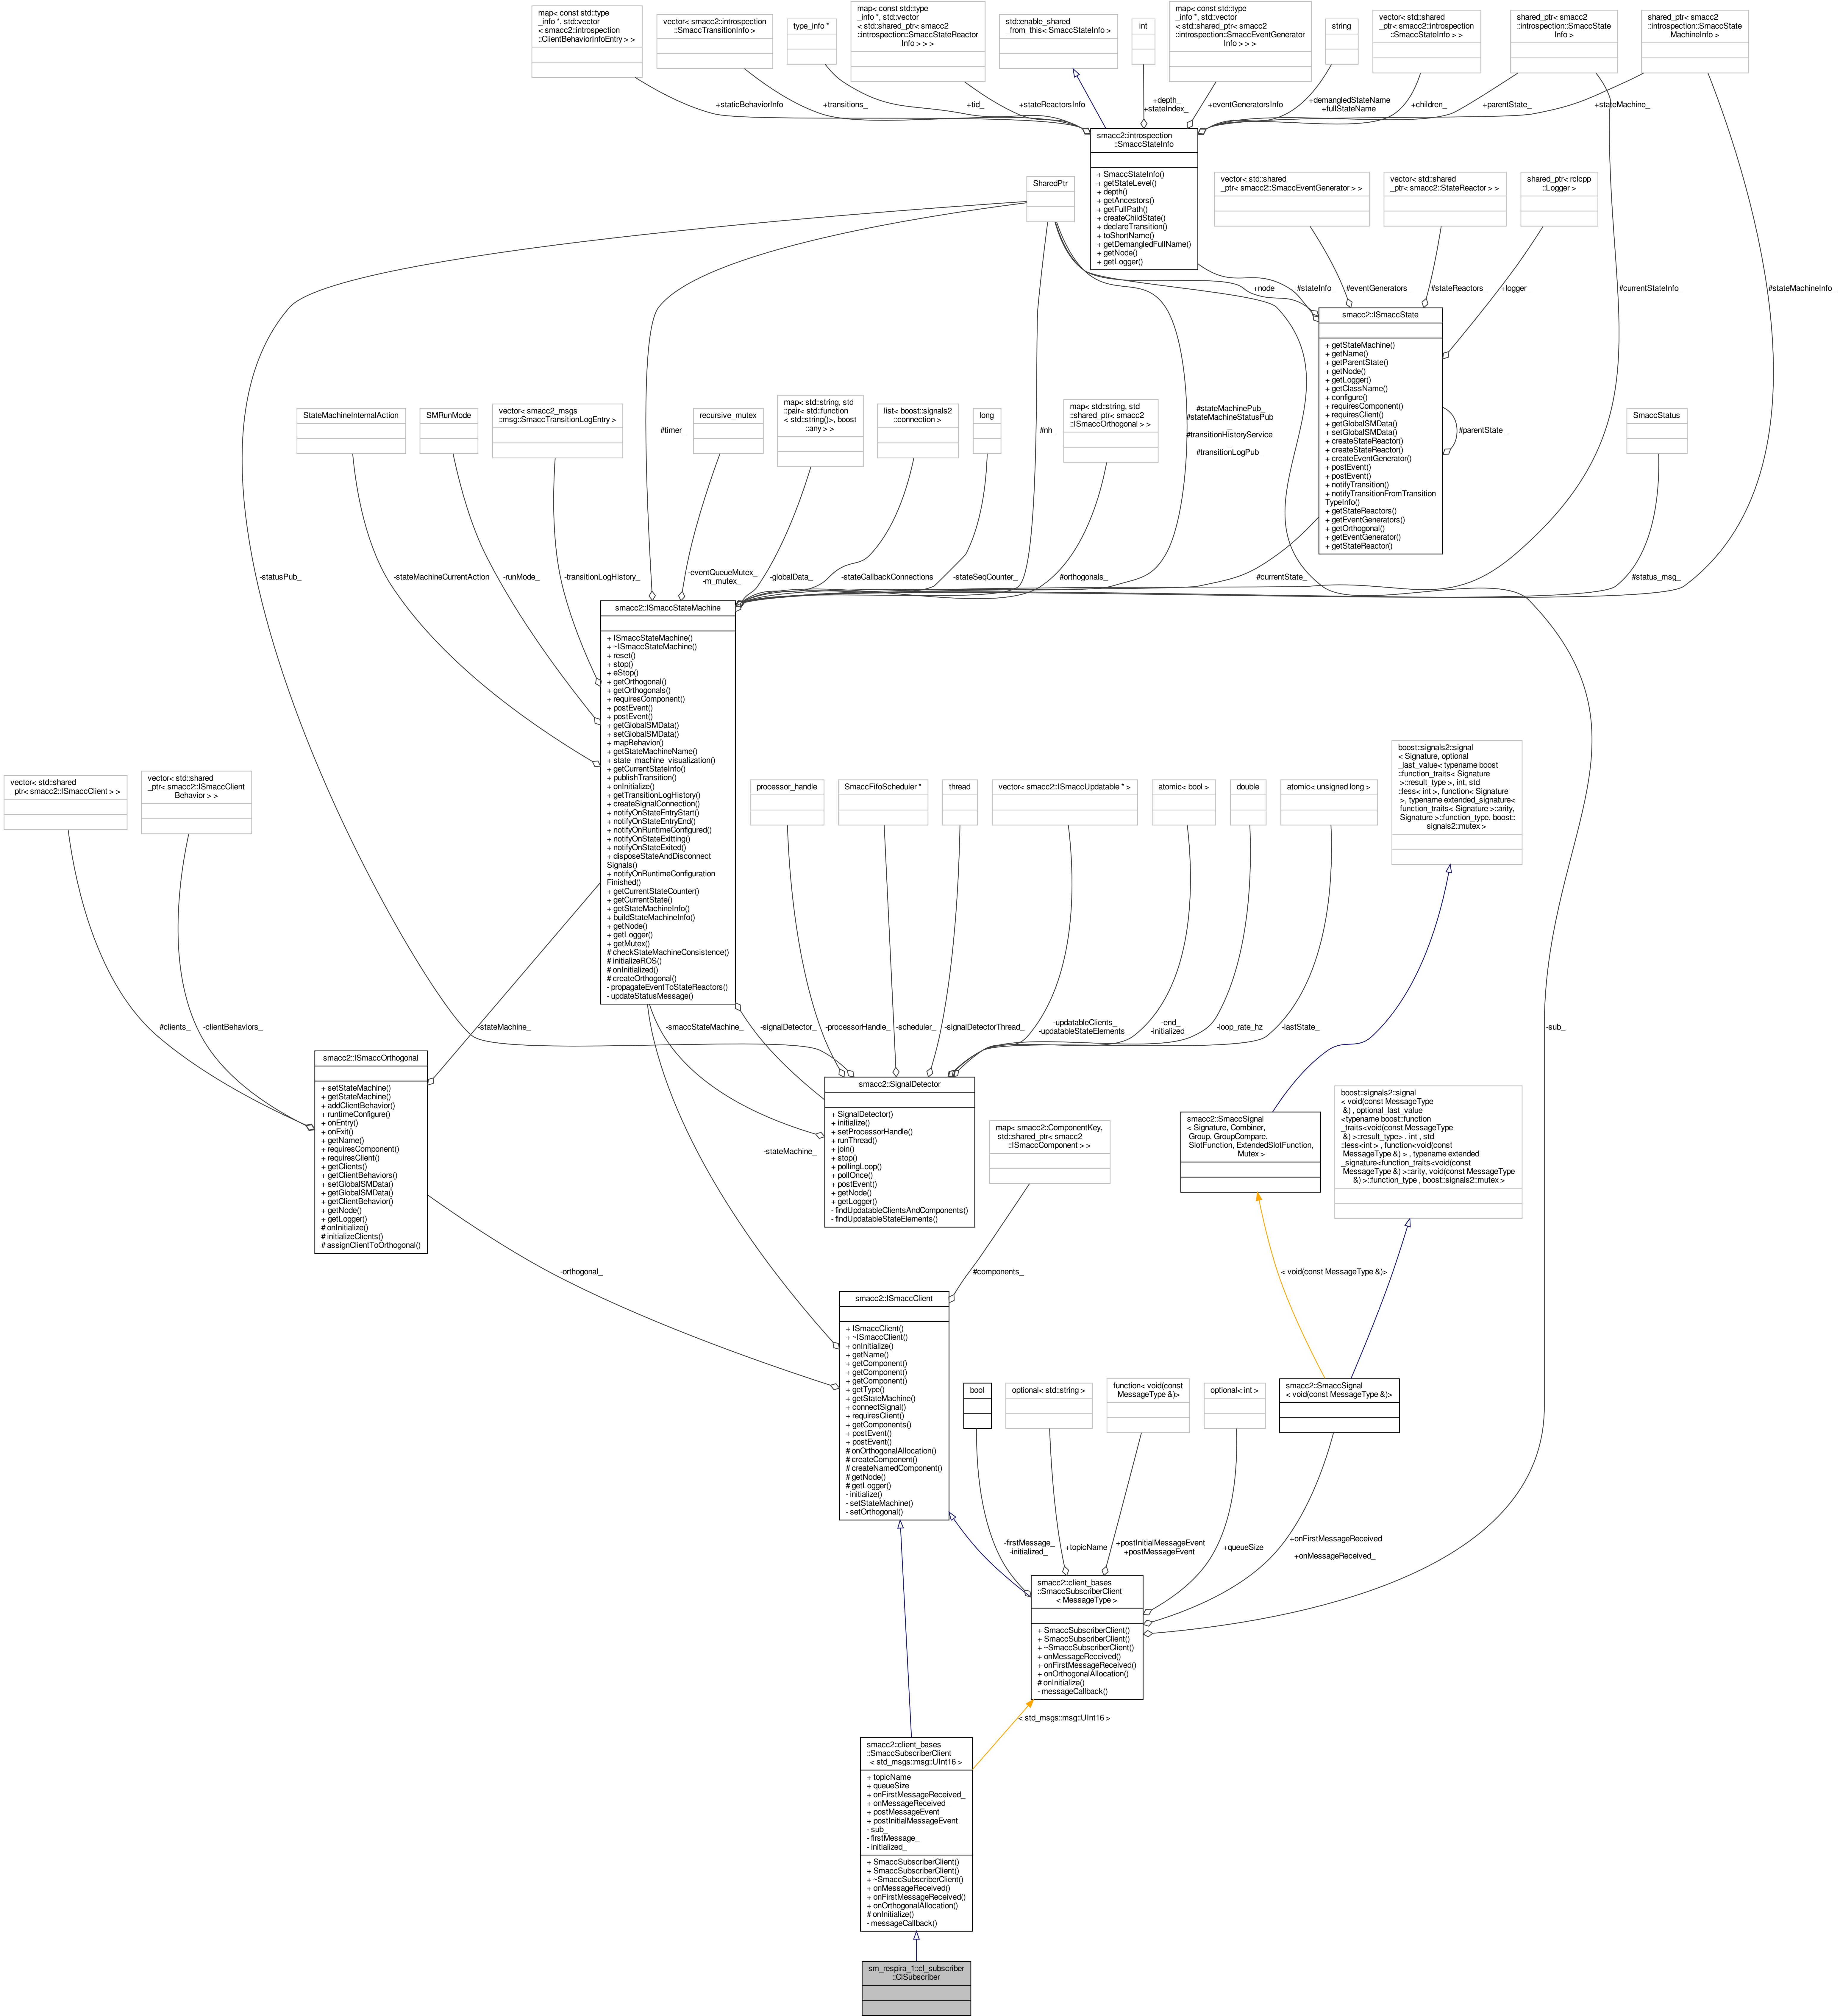 map< const std::type
_info *, std::vector
< smacc2::introspection
::ClientBehaviorInfoEntry > >
vector< smacc2::introspection
::SmaccTransitionInfo >
type_info *
map< const std::type
_info *, std::vector
< std::shared_ptr< smacc2
::introspection::SmaccStateReactor
Info > > >
std::enable_shared
_from_this< SmaccStateInfo >
int
map< const std::type
_info *, std::vector
< std::shared_ptr< smacc2
::introspection::SmaccEventGenerator
Info > > >
string
vector< std::shared
_ptr< smacc2::introspection
::SmaccStateInfo > >
shared_ptr< smacc2
::introspection::SmaccState
Info >
shared_ptr< smacc2
::introspection::SmaccState
MachineInfo >
+staticBehaviorInfo
+transitions_
+tid_
+stateReactorsInfo
+depth_
+stateIndex_
+eventGeneratorsInfo
+demangledStateName
+fullStateName
+children_
+parentState_
+stateMachine_
smacc2::introspection
::SmaccStateInfo
+ SmaccStateInfo()
+ getStateLevel()
+ depth()
+ getAncestors()
+ getFullPath()
+ createChildState()
+ declareTransition()
+ toShortName()
+ getDemangledFullName()
+ getNode()
+ getLogger()
SharedPtr
vector< std::shared
_ptr< smacc2::SmaccEventGenerator > >
vector< std::shared
_ptr< smacc2::StateReactor > >
shared_ptr< rclcpp
::Logger >
+node_
#stateInfo_
#eventGenerators_
#stateReactors_
+logger_
#currentStateInfo_
#stateMachineInfo_
smacc2::ISmaccState
+ getStateMachine()
+ getName()
+ getParentState()
+ getNode()
+ getLogger()
+ getClassName()
+ configure()
+ requiresComponent()
+ requiresClient()
+ getGlobalSMData()
+ setGlobalSMData()
+ createStateReactor()
+ createStateReactor()
+ createEventGenerator()
+ postEvent()
+ postEvent()
+ notifyTransition()
+ notifyTransitionFromTransition
TypeInfo()
+ getStateReactors()
+ getEventGenerators()
+ getOrthogonal()
+ getEventGenerator()
+ getStateReactor()
#parentState_
StateMachineInternalAction
SMRunMode
vector< smacc2_msgs
::msg::SmaccTransitionLogEntry >
#timer_
recursive_mutex
map< std::string, std
::pair< std::function
< std::string()>, boost
::any > >
list< boost::signals2
::connection >
long
#nh_
map< std::string, std
::shared_ptr< smacc2
::ISmaccOrthogonal > >
#stateMachinePub_
#stateMachineStatusPub
_
#transitionHistoryService
_
#transitionLogPub_
SmaccStatus
-statusPub_
-stateMachineCurrentAction
-runMode_
-transitionLogHistory_
-eventQueueMutex_
-m_mutex_
-globalData_
-stateCallbackConnections
-stateSeqCounter_
#orthogonals_
#currentState_
#status_msg_
smacc2::ISmaccStateMachine
+ ISmaccStateMachine()
+ ~ISmaccStateMachine()
+ reset()
+ stop()
+ eStop()
+ getOrthogonal()
+ getOrthogonals()
+ requiresComponent()
+ postEvent()
+ postEvent()
+ getGlobalSMData()
+ setGlobalSMData()
+ mapBehavior()
+ getStateMachineName()
+ state_machine_visualization()
+ getCurrentStateInfo()
+ publishTransition()
+ onInitialize()
+ getTransitionLogHistory()
+ createSignalConnection()
+ notifyOnStateEntryStart()
+ notifyOnStateEntryEnd()
+ notifyOnRuntimeConfigured()
+ notifyOnStateExitting()
+ notifyOnStateExited()
+ disposeStateAndDisconnect
Signals()
+ notifyOnRuntimeConfiguration
Finished()
+ getCurrentStateCounter()
+ getCurrentState()
+ getStateMachineInfo()
+ buildStateMachineInfo()
+ getNode()
+ getLogger()
+ getMutex()
# checkStateMachineConsistence()
# initializeROS()
# onInitialized()
# createOrthogonal()
- propagateEventToStateReactors()
- updateStatusMessage()
vector< std::shared
_ptr< smacc2::ISmaccClient > >
vector< std::shared
_ptr< smacc2::ISmaccClient
Behavior > >
processor_handle
SmaccFifoScheduler *
thread
vector< smacc2::ISmaccUpdatable * >
atomic< bool >
double
atomic< unsigned long >
boost::signals2::signal
< Signature, optional
_last_value< typename boost
::function_traits< Signature
>::result_type >, int, std
::less< int >, function< Signature
>, typename extended_signature<
function_traits< Signature >::arity,
Signature >::function_type, boost::
signals2::mutex >
#clients_
-clientBehaviors_
-stateMachine_
-smaccStateMachine_
-signalDetector_
-processorHandle_
-scheduler_
-signalDetectorThread_
-updatableClients_
-updatableStateElements_
-end_
-initialized_
-loop_rate_hz
-lastState_
-sub_
smacc2::ISmaccOrthogonal
+ setStateMachine()
+ getStateMachine()
+ addClientBehavior()
+ runtimeConfigure()
+ onEntry()
+ onExit()
+ getName()
+ requiresComponent()
+ requiresClient()
+ getClients()
+ getClientBehaviors()
+ setGlobalSMData()
+ getGlobalSMData()
+ getClientBehavior()
+ getNode()
+ getLogger()
# onInitialize()
# initializeClients()
# assignClientToOrthogonal()
smacc2::SignalDetector
+ SignalDetector()
+ initialize()
+ setProcessorHandle()
+ runThread()
+ join()
+ stop()
+ pollingLoop()
+ pollOnce()
+ postEvent()
+ getNode()
+ getLogger()
- findUpdatableClientsAndComponents()
- findUpdatableStateElements()
-stateMachine_
map< smacc2::ComponentKey,
std::shared_ptr< smacc2
::ISmaccComponent > >
smacc2::SmaccSignal
< Signature, Combiner,
Group, GroupCompare,
SlotFunction, ExtendedSlotFunction,
Mutex >
boost::signals2::signal
< void(const MessageType
&) , optional_last_value
<typename boost::function
_traits<void(const MessageType
&) >::result_type> , int , std
::less<int > , function<void(const
MessageType &) > , typename extended
_signature<function_traits<void(const
MessageType &) >::arity, void(const MessageType
&) >::function_type , boost::signals2::mutex >
-orthogonal_
#components_
< void(const MessageType &)>
smacc2::ISmaccClient
+ ISmaccClient()
+ ~ISmaccClient()
+ onInitialize()
+ getName()
+ getComponent()
+ getComponent()
+ getComponent()
+ getType()
+ getStateMachine()
+ connectSignal()
+ requiresClient()
+ getComponents()
+ postEvent()
+ postEvent()
# onOrthogonalAllocation()
# createComponent()
# createNamedComponent()
# getNode()
# getLogger()
- initialize()
- setStateMachine()
- setOrthogonal()
bool
optional< std::string >
function< void(const
MessageType &)>
optional< int >
smacc2::SmaccSignal
< void(const MessageType &)>
-firstMessage_
-initialized_
+topicName
+postInitialMessageEvent
+postMessageEvent
+queueSize
+onFirstMessageReceived
_
+onMessageReceived_
smacc2::client_bases
::SmaccSubscriberClient
< MessageType >
+ SmaccSubscriberClient()
+ SmaccSubscriberClient()
+ ~SmaccSubscriberClient()
+ onMessageReceived()
+ onFirstMessageReceived()
+ onOrthogonalAllocation()
# onInitialize()
- messageCallback()
< std_msgs::msg::UInt16 >
smacc2::client_bases
::SmaccSubscriberClient
< std_msgs::msg::UInt16 >
+ topicName
+ queueSize
+ onFirstMessageReceived_
+ onMessageReceived_
+ postMessageEvent
+ postInitialMessageEvent
- sub_
- firstMessage_
- initialized_
+ SmaccSubscriberClient()
+ SmaccSubscriberClient()
+ ~SmaccSubscriberClient()
+ onMessageReceived()
+ onFirstMessageReceived()
+ onOrthogonalAllocation()
# onInitialize()
- messageCallback()
sm_respira_1::cl_subscriber
::ClSubscriber